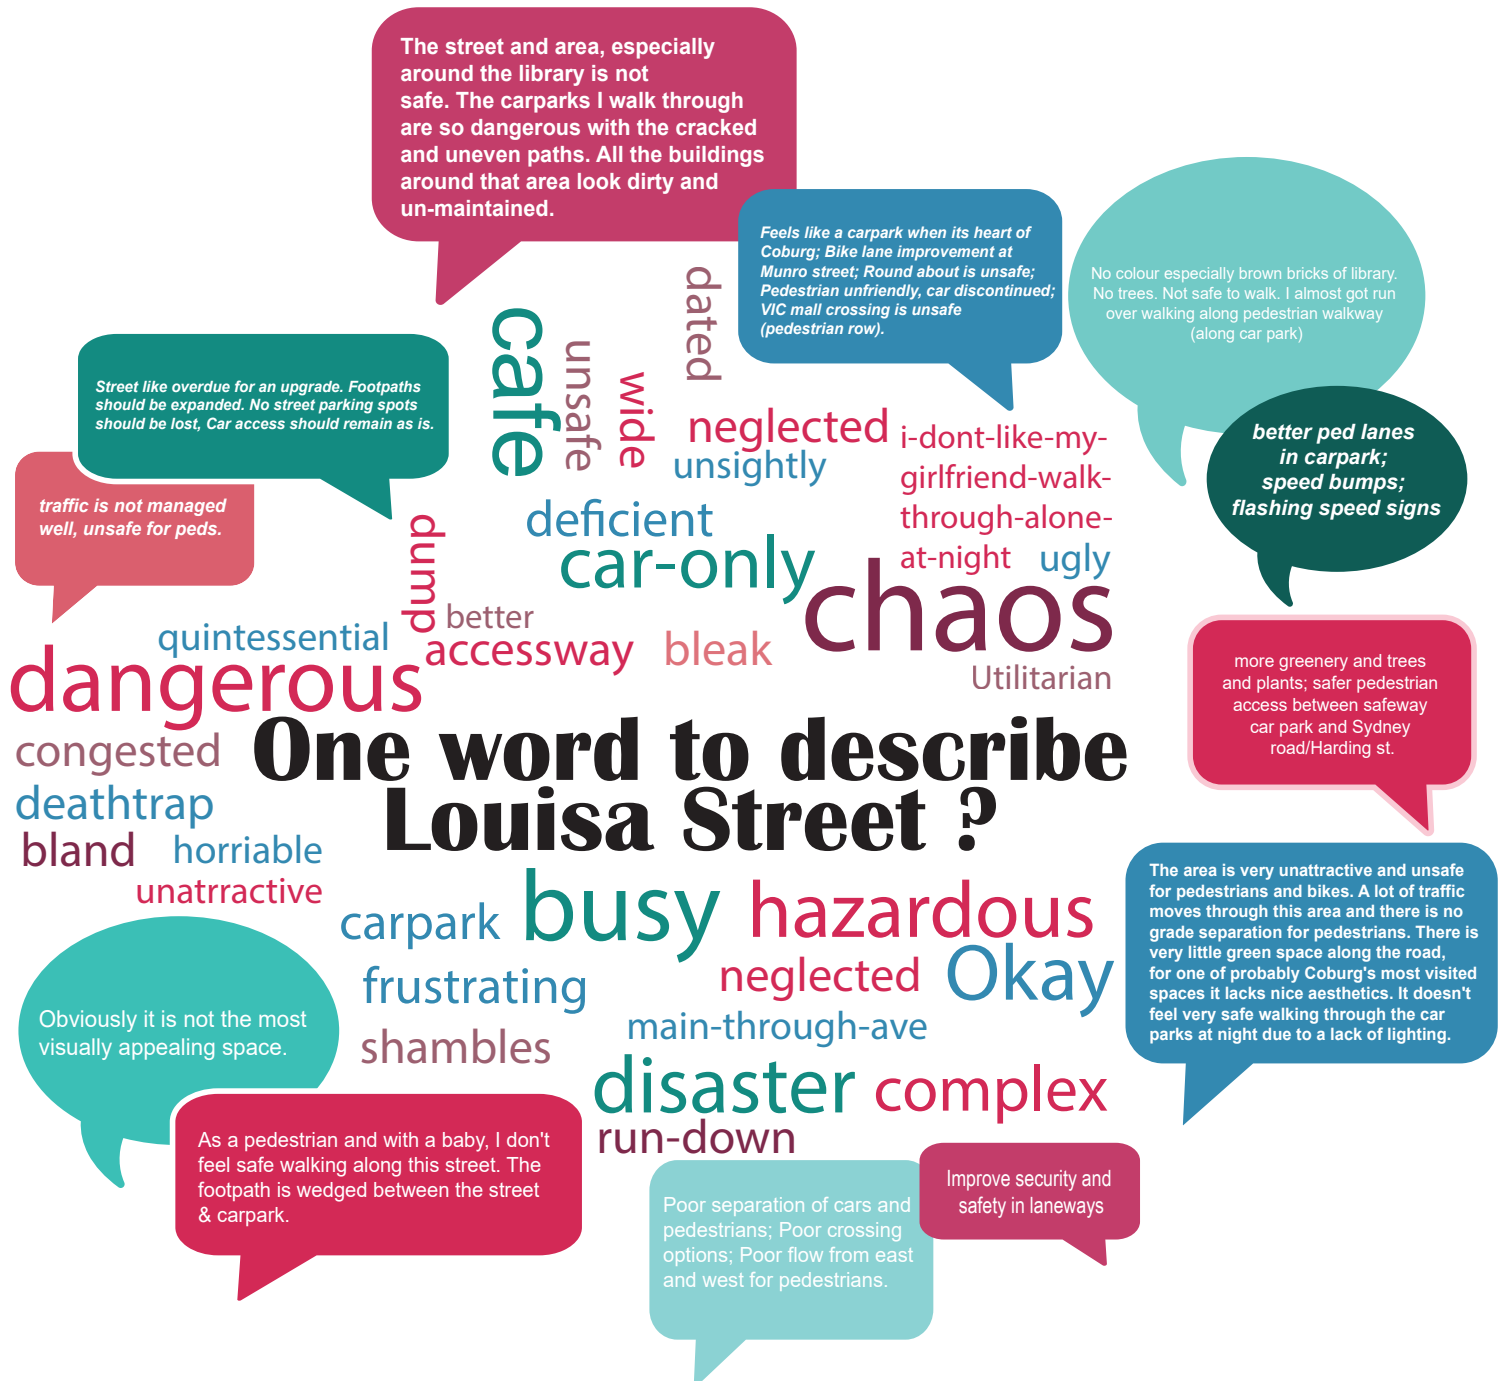 The street and area, especially
around the library is not
safe. The carparks I walk through
are so dangerous with the cracked
and uneven paths. All the buildings
around that area look dirty and
un-maintained.
Feels like a carpark when its heart of
Coburg; Bike lane improvement at
Munro street; Round about is unsafe;
Pedestrian unfriendly, car discontinued;
VIC mall crossing is unsafe
(pedestrian row).
No colour especially brown bricks of library.
No trees. Not safe to walk. I almost got run
over walking along pedestrian walkway
(along car park)
Street like overdue for an upgrade. Footpaths
should be expanded. No street parking spots
should be lost, Car access should remain as is.
better ped lanes
in carpark;
speed bumps;
flashing speed signs
traffic is not managed
well, unsafe for peds.
cafe
unsafe
wide
dated
neglected
unsightly
i-dont-like-my-
girlfriend-walk-
through-alone-
at-night
ugly
deficient
car-only
dump
better
chaos
quintessential
accessway
bleak
Utilitarian
dangerous
more greenery and trees
and plants; safer pedestrian
access between safeway
car park and Sydney
road/Harding st.
congested
One word to describe
Louisa Street ?
deathtrap
bland
horriable
unatrractive
carpark
busy
hazardous
The area is very unattractive and unsafe
for pedestrians and bikes. A lot of traffic
moves through this area and there is no
grade separation for pedestrians. There is
very little green space along the road,
for one of probably Coburg's most visited
spaces it lacks nice aesthetics. It doesn't
feel very safe walking through the car
parks at night due to a lack of lighting.
frustrating
neglected
Okay
Obviously it is not the most
visually appealing space.
shambles
main-through-ave
disaster
complex
run-down
As a pedestrian and with a baby, I don't
feel safe walking along this street. The
footpath is wedged between the street
& carpark.
Poor separation of cars and
pedestrians; Poor crossing
options; Poor flow from east
and west for pedestrians.
Improve security and
safety in laneways